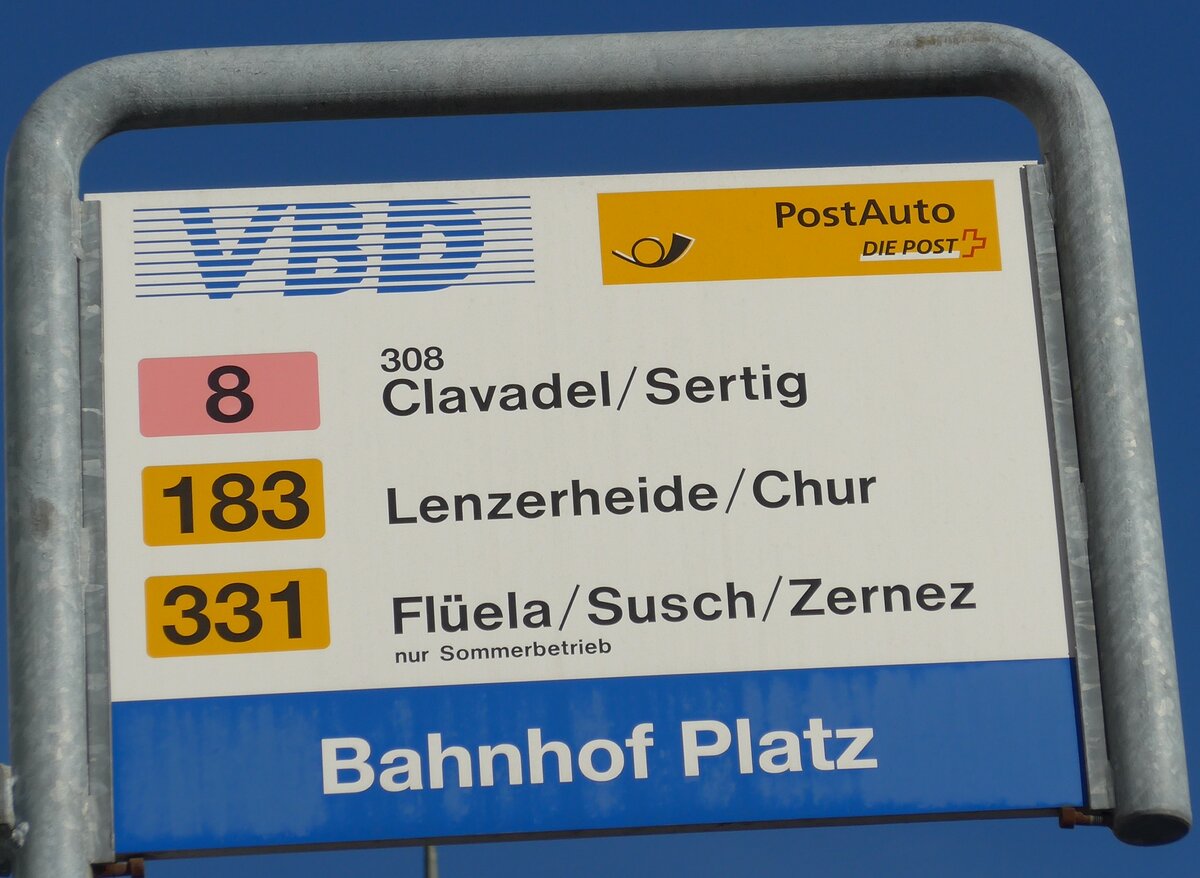 VBD
PostAuto
DIE POST
308
8 Clavadel/Sertig
183 Lenzerheide/Chur
331 Flüela/Susch/Zernez
nur Sommerbetrieb
Bahnhof Platz